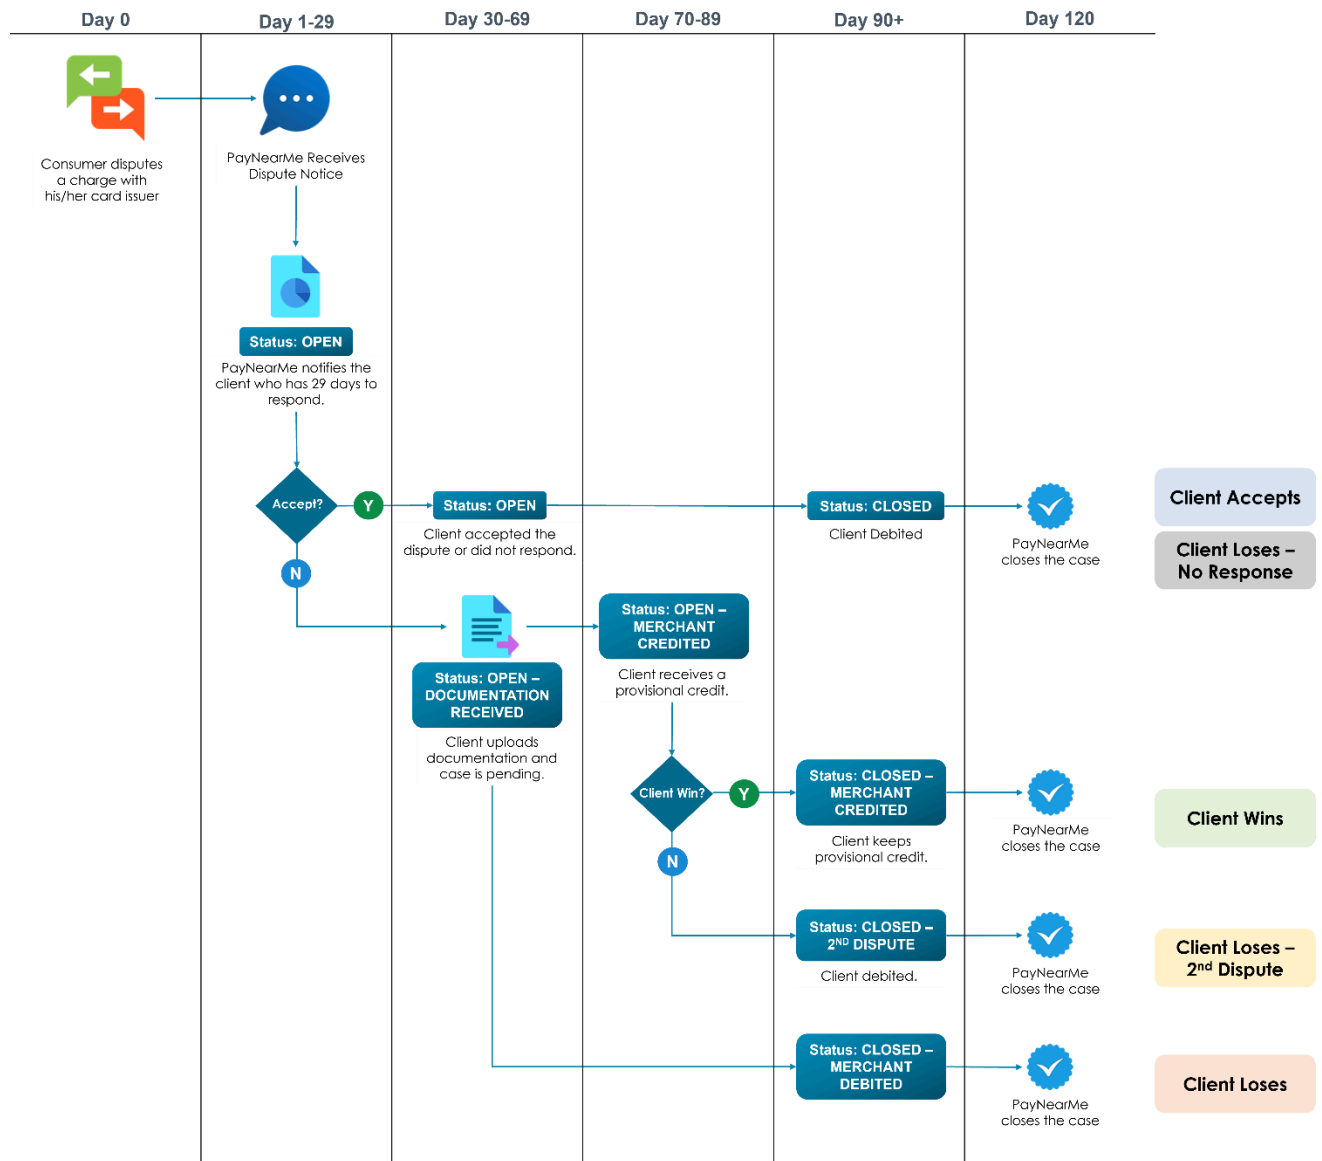 Day 0
Day 1-29
Day 30-69
Day 70-89
Day 90+
Day 120
Consumer disputes
a charge with
his/her card issuer
PayNearMe Receives
Dispute Notice
Status: OPEN
PayNearMe notifies the
client who has 29 days to
respond.
Accept?
Y
Status: OPEN
Client accepted the
dispute or did not respond.
Status: CLOSED
Client Debited
PayNearMe
closes the case
Client Accepts
Client Loses –
No Response
N
Status: OPEN –
DOCUMENTATION
RECEIVED
Client uploads
documentation and
case is pending.
Status: OPEN –
MERCHANT
CREDITED
Client receives a
provisional credit.
Client Win?
Y
Status: CLOSED –
MERCHANT
CREDITED
Client keeps
provisional credit.
PayNearMe
closes the case
Client Wins
N
Status: CLOSED –
2ND DISPUTE
Client debited.
PayNearMe
closes the case
Client Loses –
2nd Dispute
Status: CLOSED –
MERCHANT
DEBITED
PayNearMe
closes the case
Client Loses